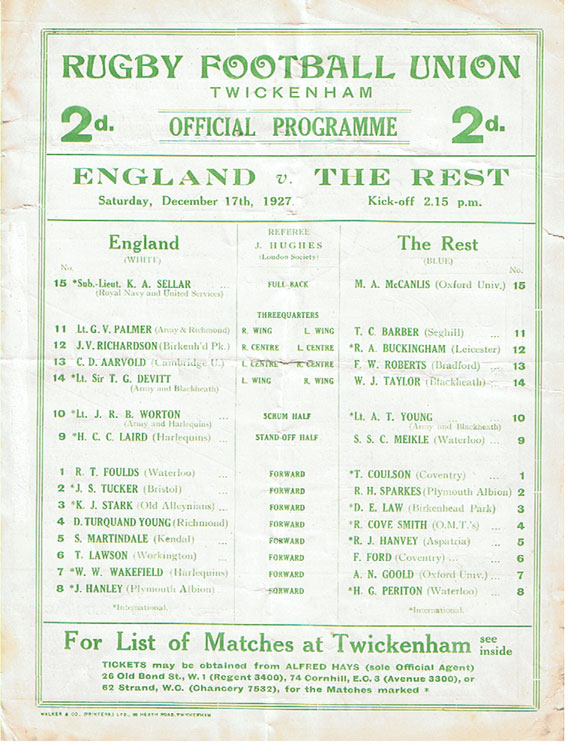 RUGBY FOOTBALL UNION
TWICKENHAM
2d. OFFICIAL PROGRAMME 2d.
ENGLAND v. THE REST
Saturday, December 17th, 1927 Kick-off 2.15 p.m.
England REFEREE The Rest
(WHITE) J. HUGHES (BLUE)
(London Society)
No. No.
15 *Sub.-Lieut. K. A. SELLAR ... FULL-BACK M. A. McCANLIS (Oxford Univ.) 15
(Royal Navy and United Services)
THREEQUARTERS
11 Lt. G. V. PALMER (Army & Richmond) R. WING L. WING T. C. BARBER (Seghill) ... 11
12 J. V. RICHARDSON (Birkenh'd Pk.) R. CENTRE L. CENTRE *R. A. BUCKINGHAM (Leicester) 12
13 C. D. AARVOLD (Cambridge U.) L. CENTRE R. CENTRE F. W. ROBERTS (Bradford) ... 13
14 *Lt. Sir T. G. DEVITT ... L. WING R. WING W. J. TAYLOR (Blackheath) ... 14
(Army and Blackheath)
10 *Lt. J. R. B. WORTON ... SCRUM HALF *Lt. A. T. YOUNG ... ... 10
(Army and Harlequins) (Army and Blackheath)
9 *H. C. C. LAIRD (Harlequins) ... STAND-OFF HALF S. S. C. MEIKLE (Waterloo) ... 9
1 R. T. FOULDS (Waterloo) ... FORWARD *T. COULSON (Coventry) ... 1
2 *J. S. TUCKER (Bristol) ... FORWARD R. H. SPARKES (Plymouth Albion) 2
3 *K. J. STARK (Old Alleynians) ... FORWARD *D. E. LAW (Birkenhead Park) 3
4 D. TURQUAND YOUNG (Richmond) FORWARD *R. COVE SMITH (O.M.T.'s) ... 4
5 S. MARTINDALE (Kendal) ... FORWARD *R. J. HANVEY (Aspatria) ... 5
6 T. LAWSON (Workington) ... FORWARD F. FORD (Coventry) ... ... 6
7 *W. W. WAKEFIELD (Harlequins) FORWARD A. N. GOOLD (Oxford Univ.) ... 7
8 *J. HANLEY (Plymouth Albion) FORWARD *H. G. PERITON (Waterloo) ... 8
*International. *International.
For List of Matches at Twickenham see inside
TICKETS may be obtained from ALFRED HAYS (sole Official Agent)
26 Old Bond St., W.1 (Regent 3400), 74 Cornhill, E.C.3 (Avenue 3300), or
62 Strand, W.C. (Chancery 7532), for the Matches marked *
WALKER & CO. (PRINTERS) LTD., 96 HEATH ROAD, TWICKENHAM